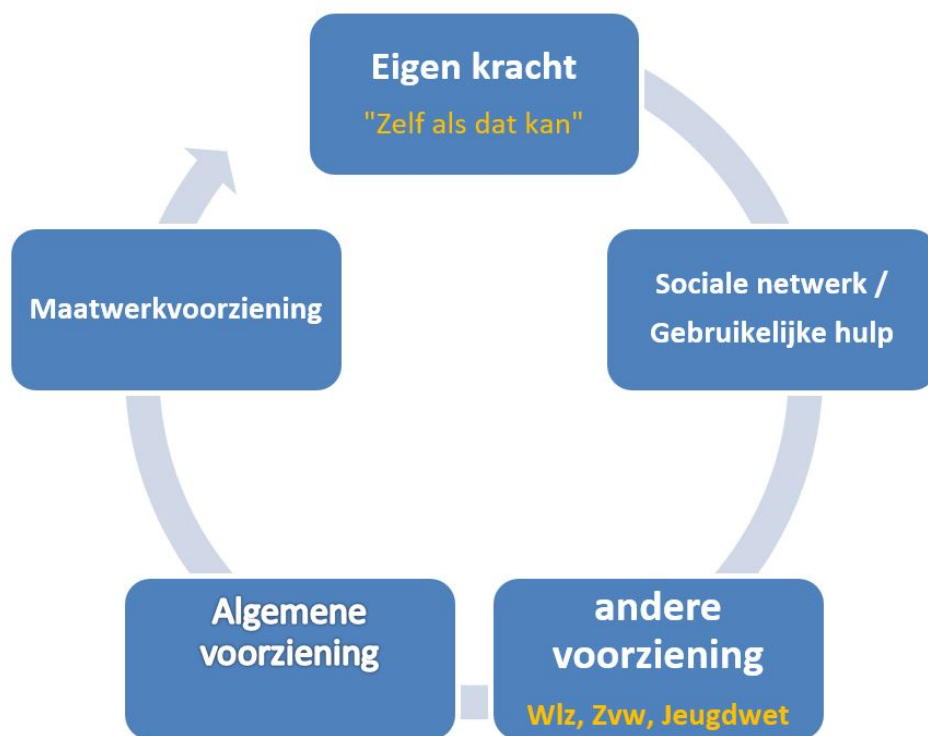 Eigen kracht
"Zelf als dat kan"
Sociale netwerk /
Gebruikelijke hulp
andere
voorziening
Wlz, Zvw, Jeugdwet
Algemene
voorziening
Maatwerkvoorziening